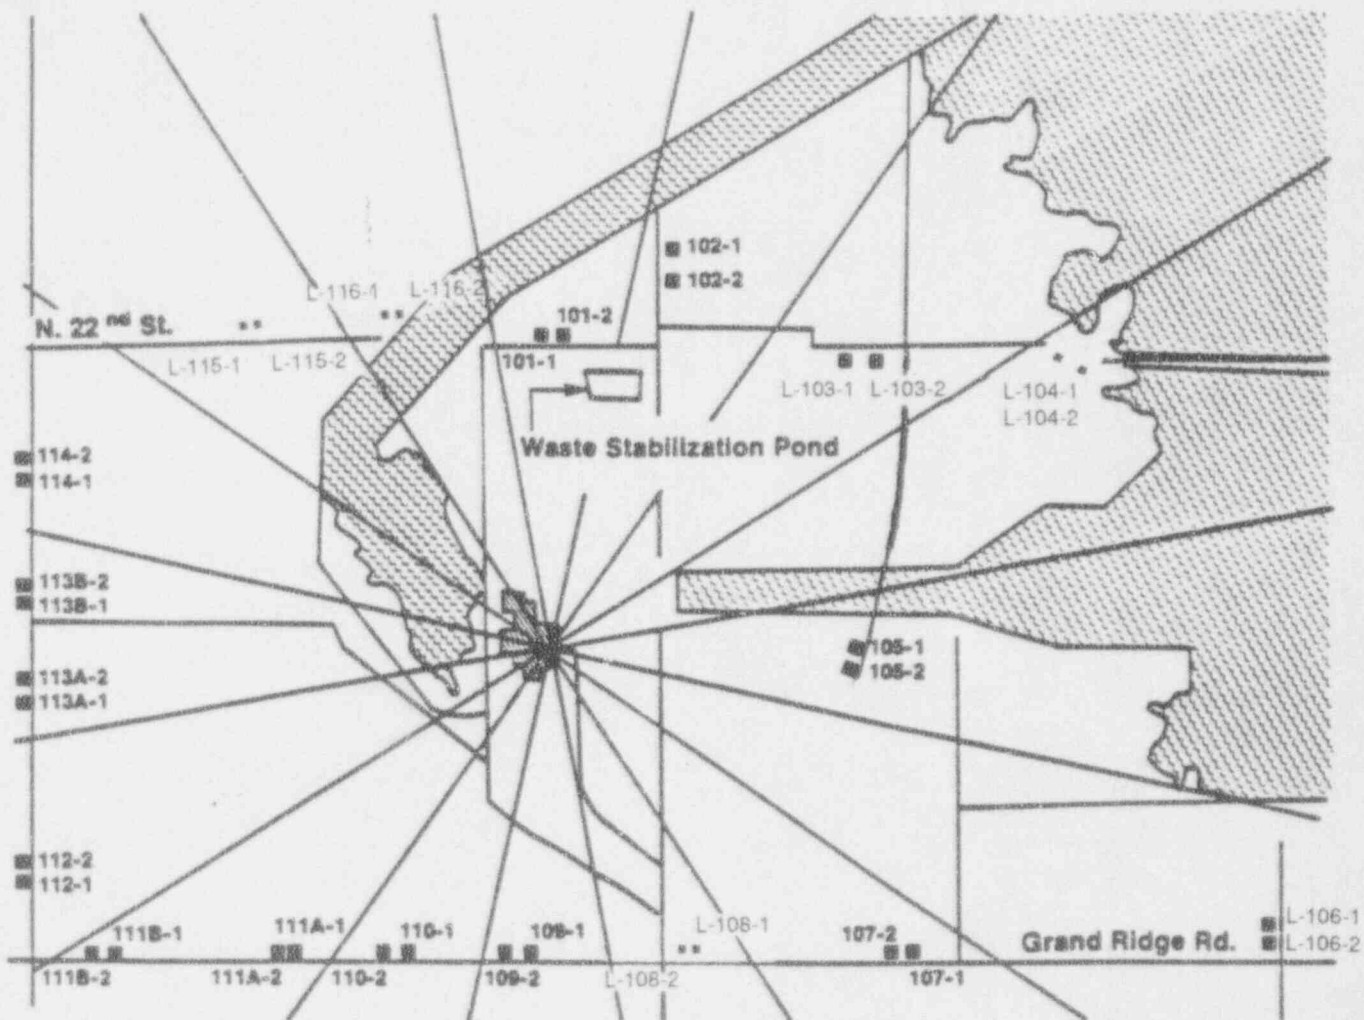 102-1
102-2
L-116-1 L-116-2
101-2
N. 22nd St.
L-115-1 L-115-2
101-1
L-103-1 L-103-2
L-104-1
L-104-2
Waste Stabilization Pond
114-2
114-1
113B-2
113B-1
105-1
105-2
113A-2
113A-1
112-2
112-1
111B-1
111A-1
110-1
109-1
L-108-1
107-2
Grand Ridge Rd.
L-106-1
L-106-2
111B-2
111A-2
110-2
109-2
L-108-2
107-1